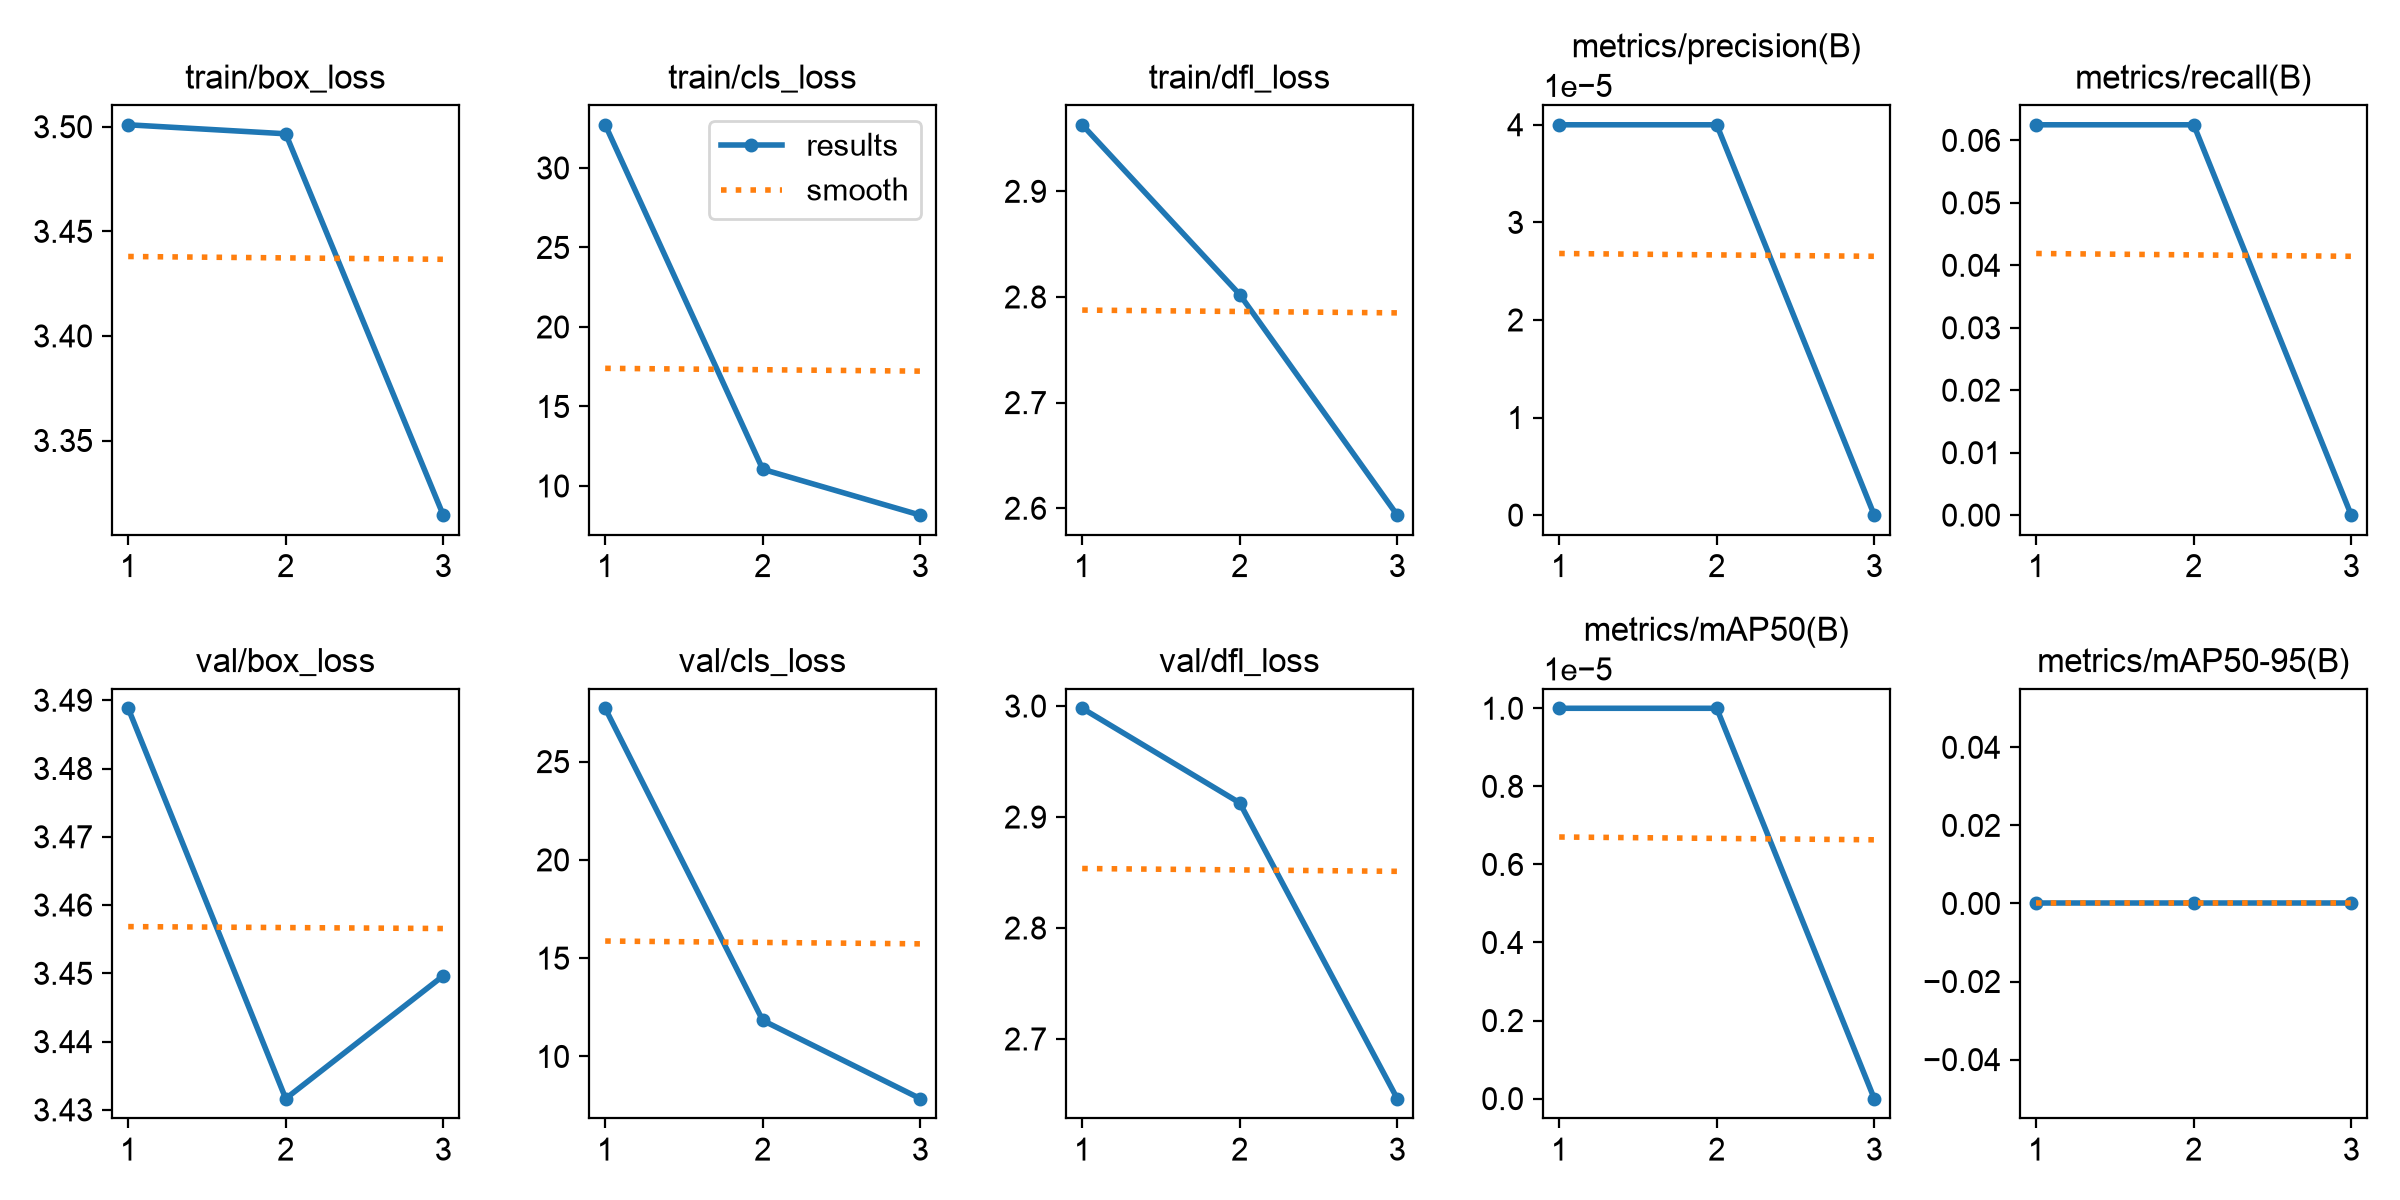 train/box_loss
3.50
3.45
3.40
3.35
1 2 3
train/cls_loss
results
smooth
30
25
20
15
10
1 2 3
train/dfl_loss
2.9
2.8
2.7
2.6
1 2 3
metrics/precision(B)
1e−5
4
3
2
1
0
1 2 3
metrics/recall(B)
0.06
0.05
0.04
0.03
0.02
0.01
0.00
1 2 3
val/box_loss
3.49
3.48
3.47
3.46
3.45
3.44
3.43
1 2 3
val/cls_loss
25
20
15
10
1 2 3
val/dfl_loss
3.0
2.9
2.8
2.7
1 2 3
metrics/mAP50(B)
1e−5
1.0
0.8
0.6
0.4
0.2
0.0
1 2 3
metrics/mAP50-95(B)
0.04
0.02
0.00
−0.02
−0.04
1 2 3